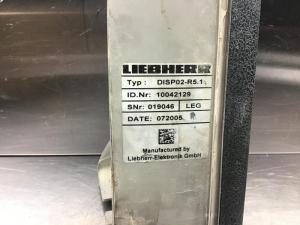 LIEBHERR
Typ : DISP02-R5.1
ID.Nr: 10042129
SNr: 019046 LEG
DATE: 072005
Manufactured by
Liebherr-Elektronik GmbH